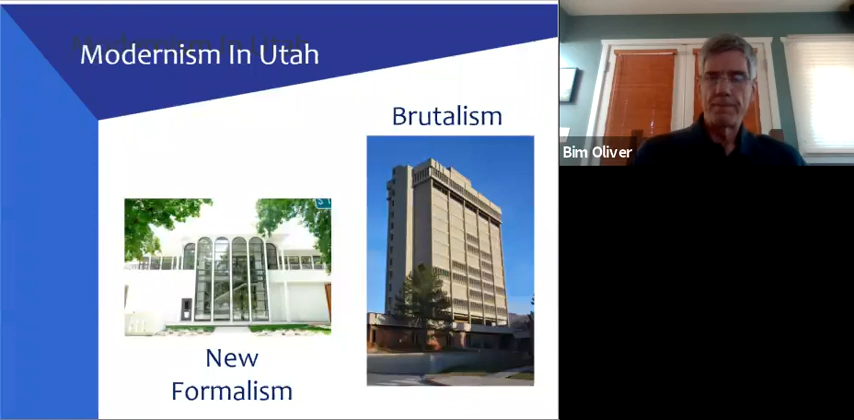 Modernism In Utah
Brutalism
Bim Oliver
New
Formalism